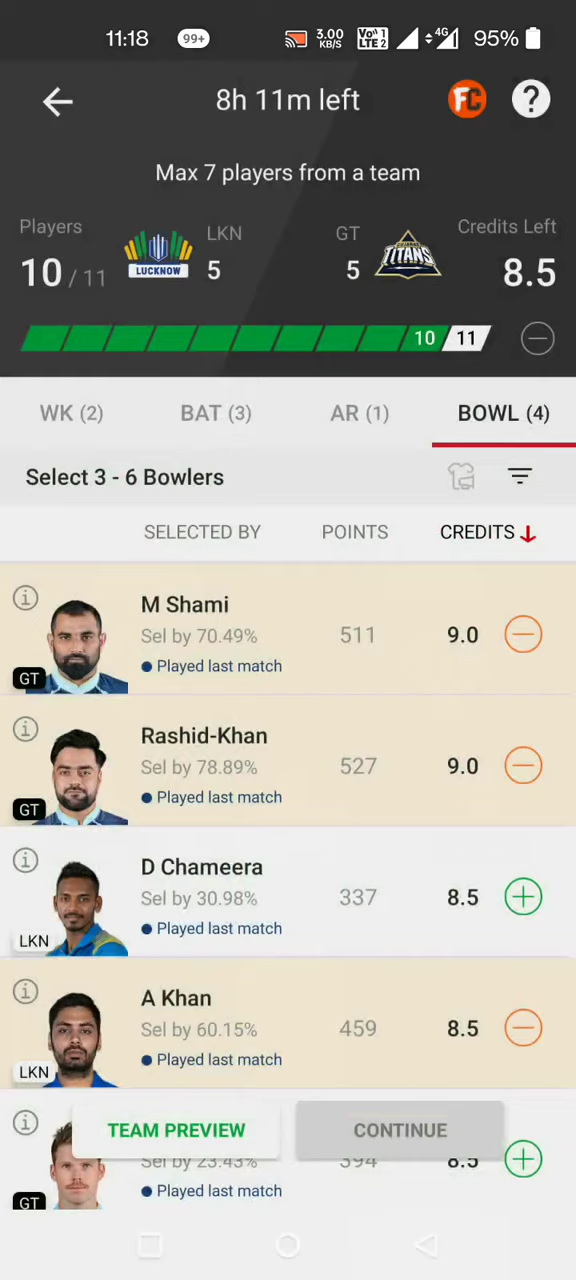 11:18 99+ 3.00 KB/S Vo)) 1 LTE 2 4G 95%
8h 11m left FC ?
Max 7 players from a team
Players LKN GT Credits Left
10 / 11 LUCKNOW 5 5 TITANS 8.5
10 11
WK (2) BAT (3) AR (1) BOWL (4)
Select 3 - 6 Bowlers
SELECTED BY POINTS CREDITS
M Shami
Sel by 70.49% 511 9.0
Played last match
GT
Rashid-Khan
Sel by 78.89% 527 9.0
Played last match
GT
D Chameera
Sel by 30.98% 337 8.5
Played last match
LKN
A Khan
Sel by 60.15% 459 8.5
Played last match
LKN
TEAM PREVIEW CONTINUE
Sel by 23.43% 394 8.5
Played last match
GT